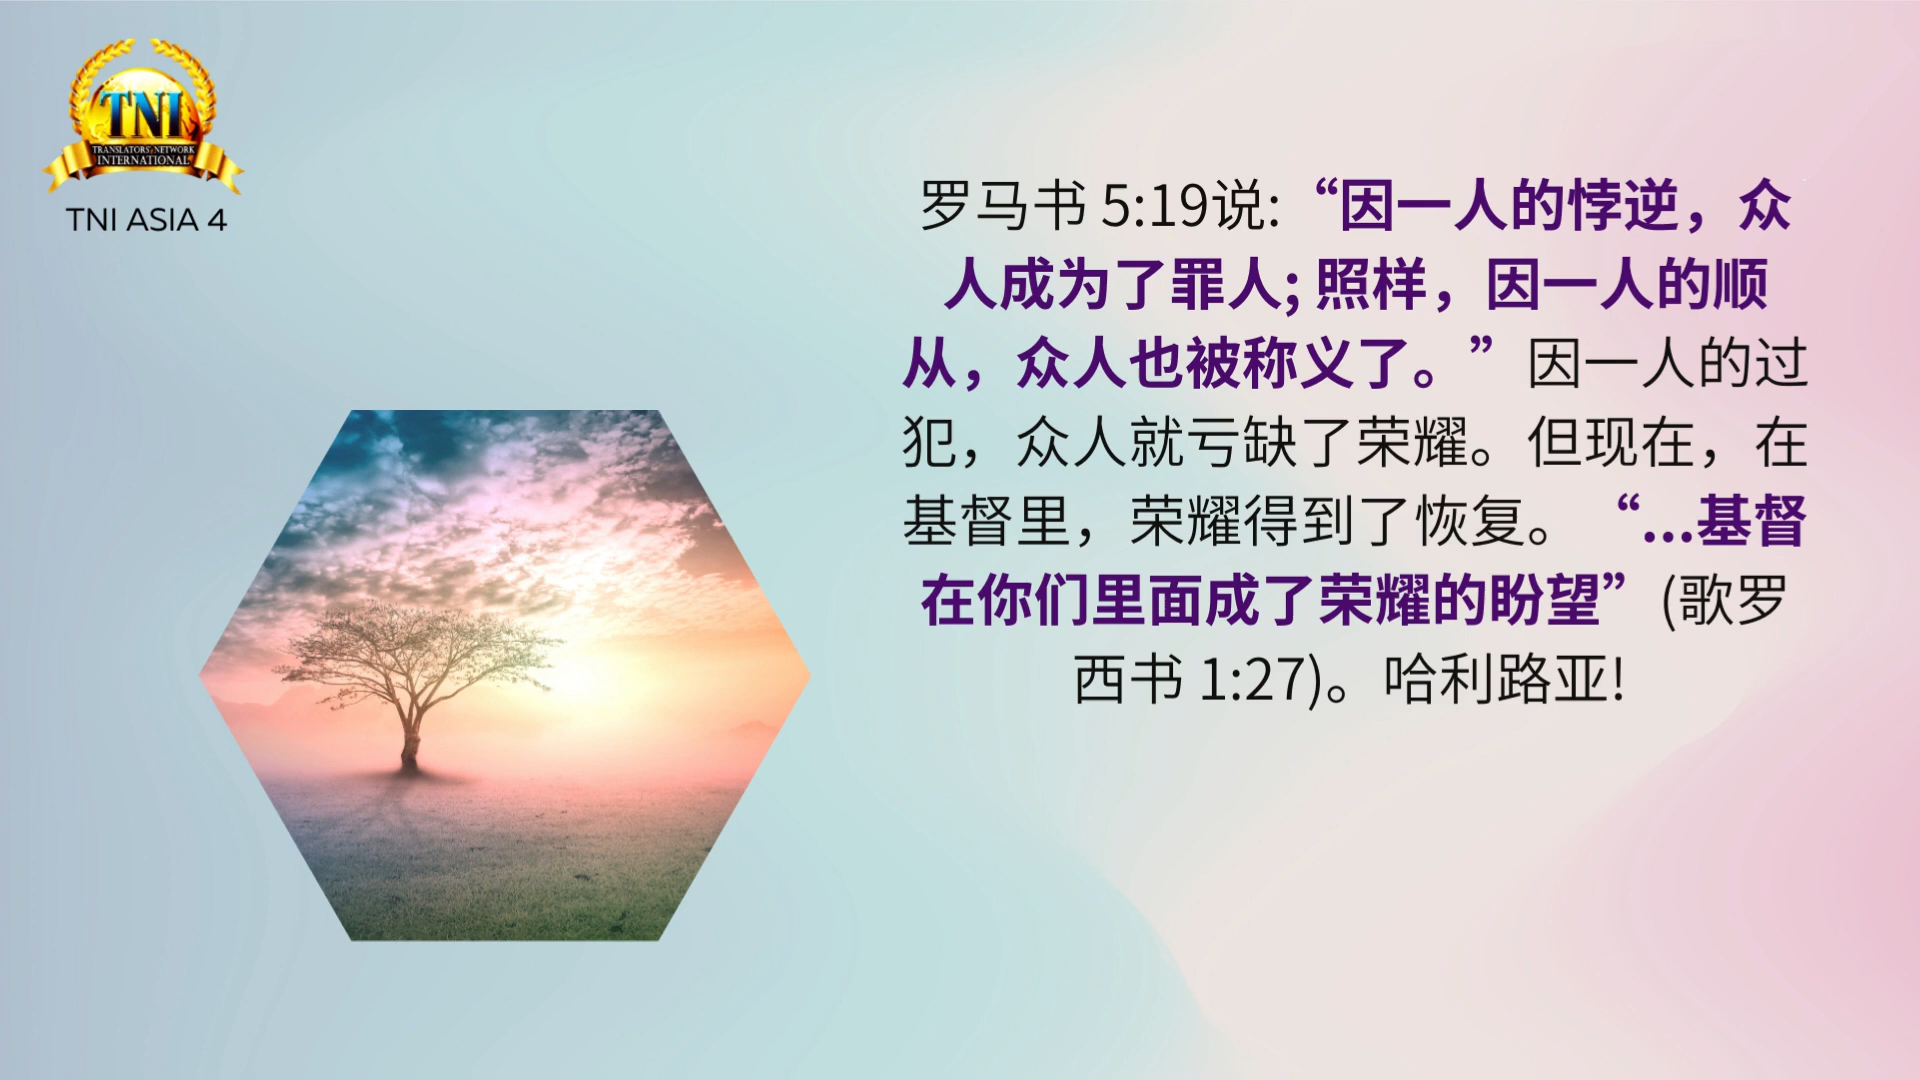 TNI
TRANSLATORS' NETWORK
INTERNATIONAL
TNI ASIA 4
罗马书 5:19说: “因一人的悖逆，众
人成为了罪人; 照样，因一人的顺
从，众人也被称义了。” 因一人的过
犯，众人就亏缺了荣耀。但现在，在
基督里，荣耀得到了恢复。 “...基督
在你们里面成了荣耀的盼望” (歌罗
西书 1:27)。哈利路亚!